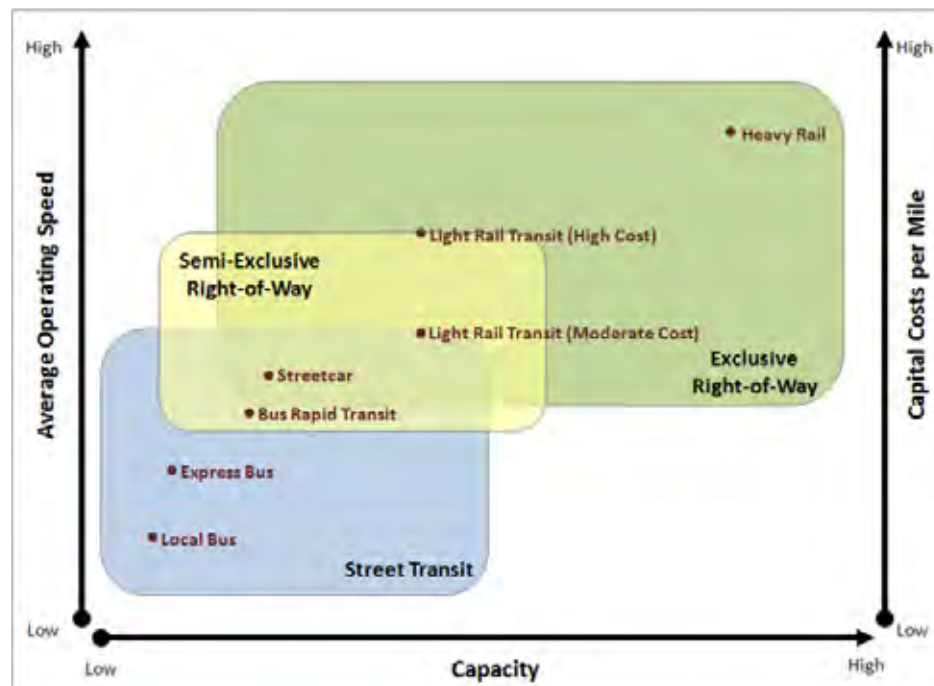 High
High
Heavy Rail
Light Rail Transit (High Cost)
Semi-Exclusive
Right-of-Way
Average Operating Speed
Capital Costs per Mile
Light Rail Transit (Moderate Cost)
Exclusive
Right-of-Way
Streetcar
Bus Rapid Transit
Express Bus
Local Bus
Street Transit
Low
Low
Low
Capacity
High